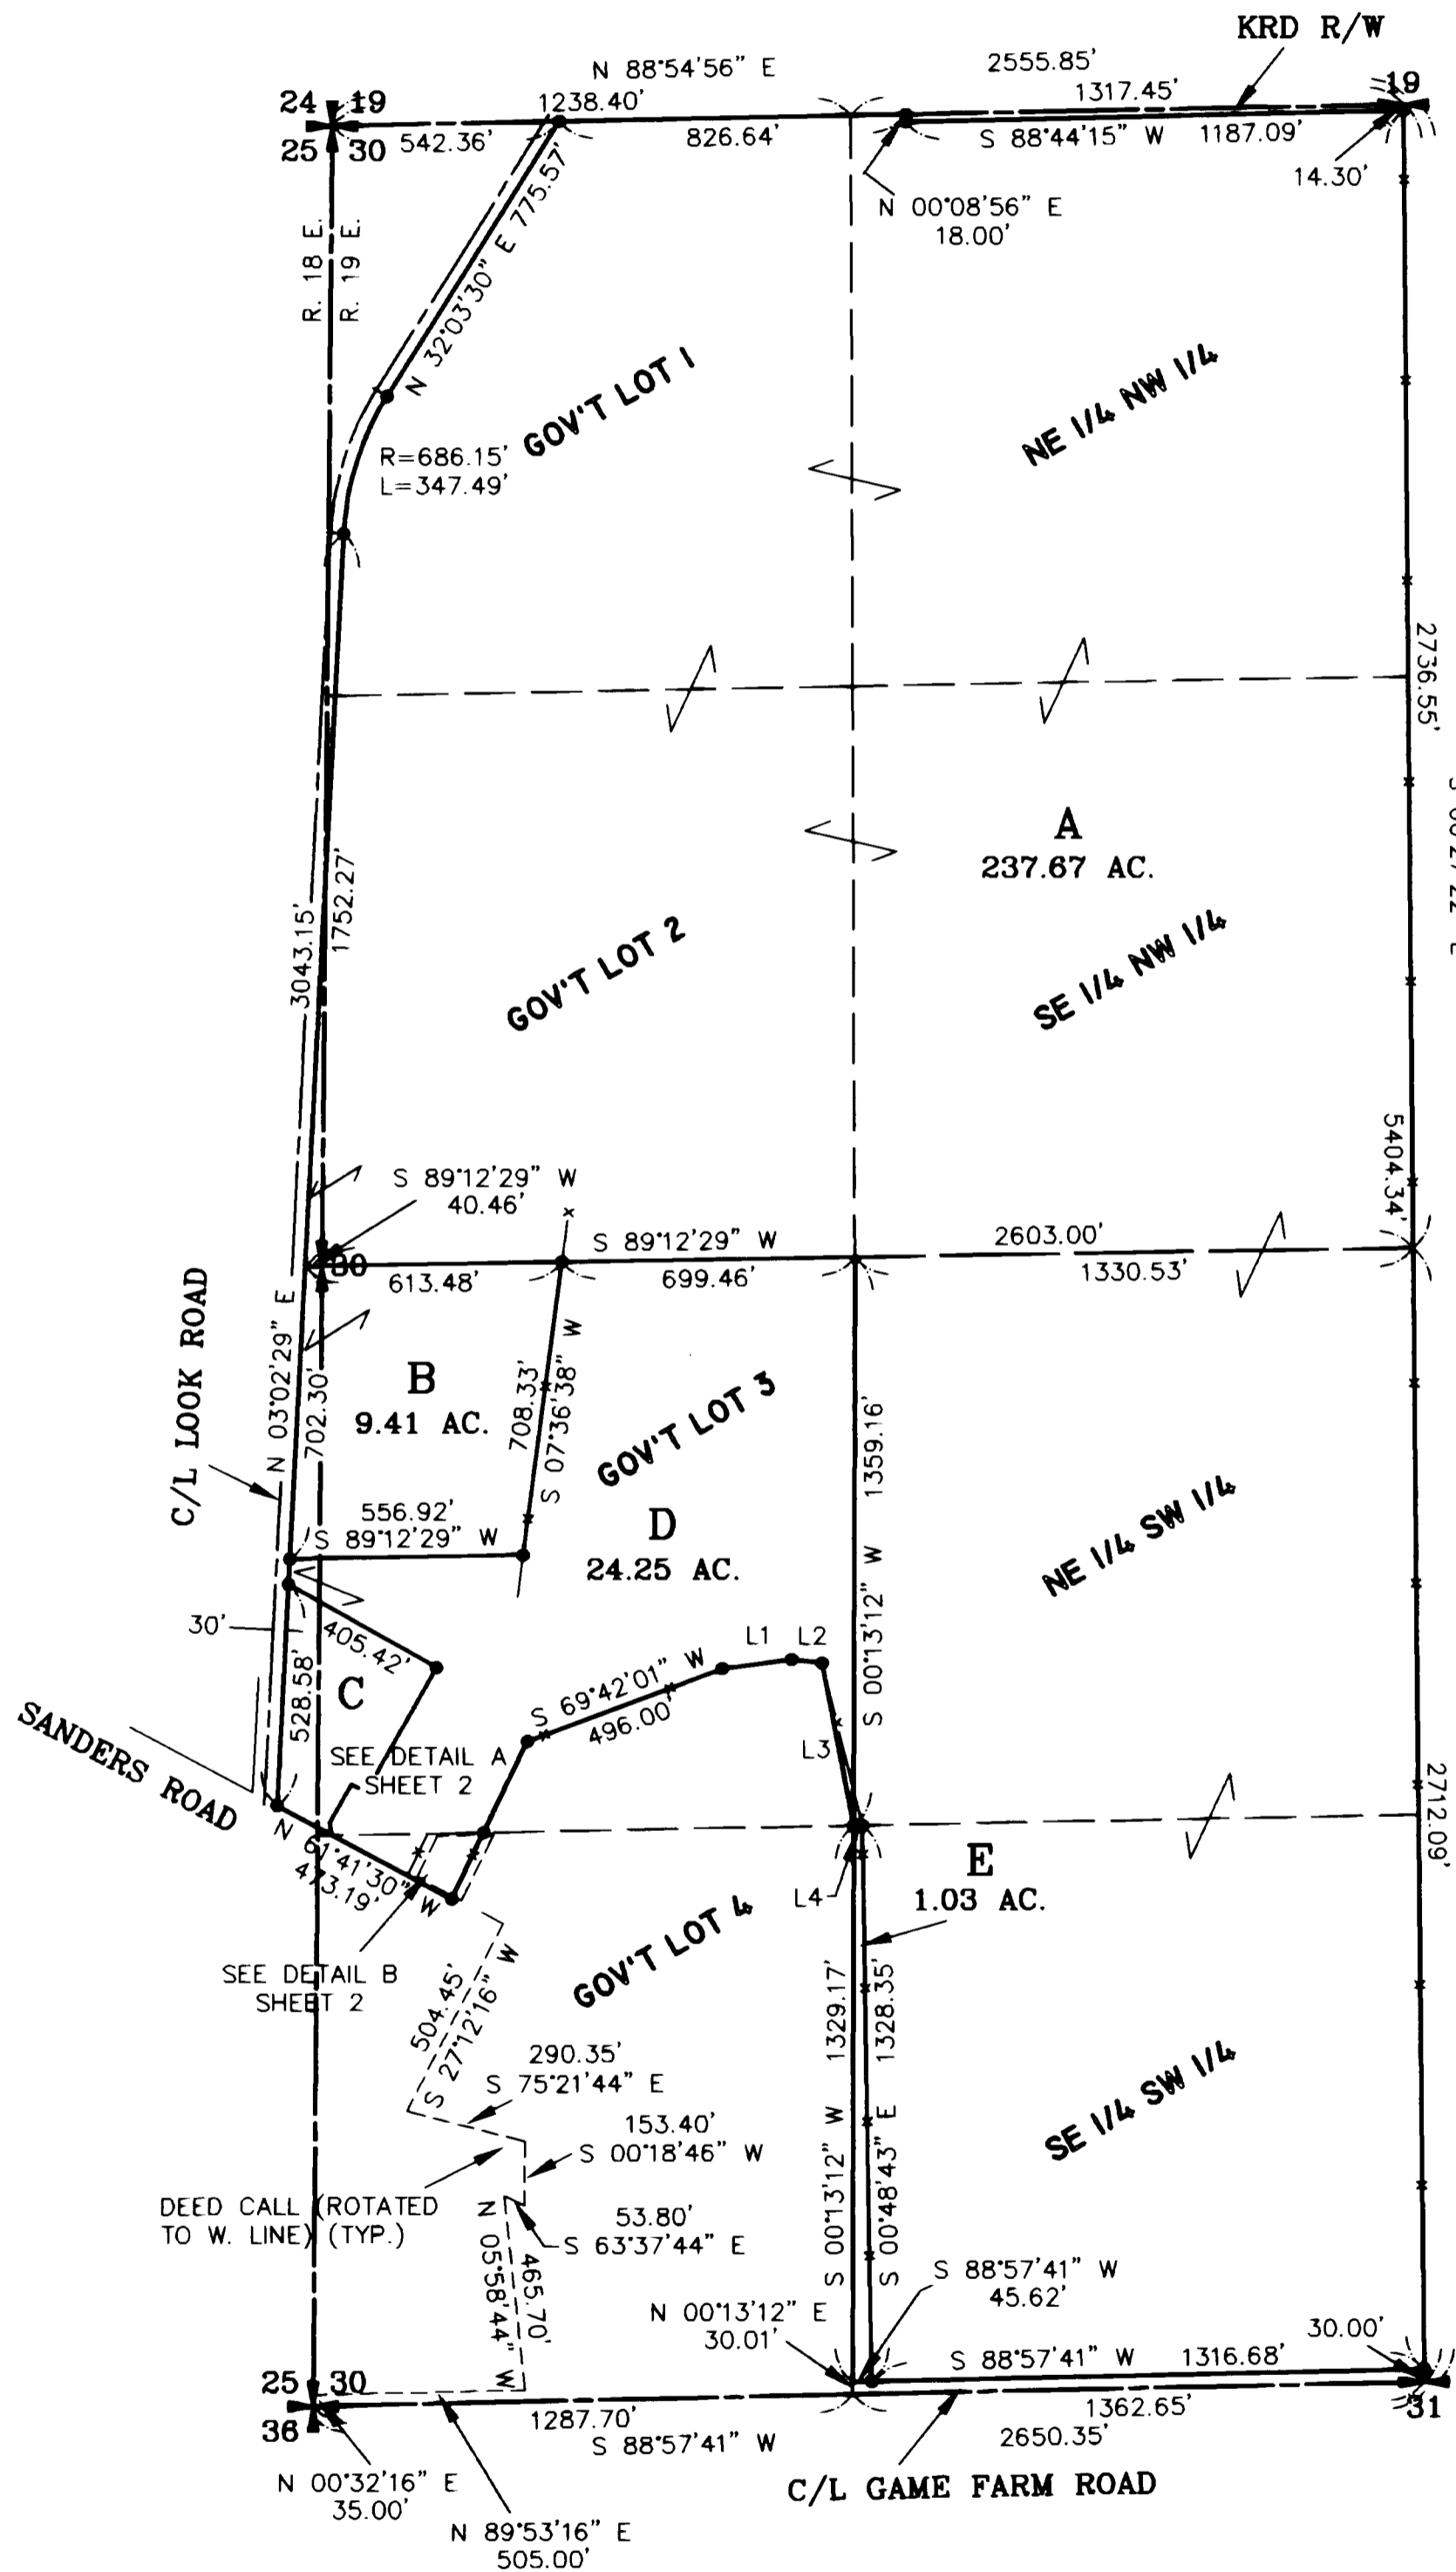 KRD R/W
N 88°54'56" E
2555.85'
1238.40'
1317.45'
24 19
19
25 30
542.36'
826.64'
S 88°44'15" W
1187.09'
14.30'
N 00°08'56" E
18.00'
R. 18 E.
R. 19 E.
N 32°03'30" E 775.57'
GOV'T LOT 1
NE 1/4 NW 1/4
R=686.15'
L=347.49'
2736.55'
A
237.67 AC.
3043.15'
1752.27'
GOV'T LOT 2
SE 1/4 NW 1/4
5404.34'
S 89°12'29" W
40.46'
S 89°12'29" W
2603.00'
30
613.48'
699.46'
1330.53'
C/L LOOK ROAD
N 03°02'29" E
702.30'
B
9.41 AC.
708.33'
S 07°36'38" W
GOV'T LOT 3
1359.16'
S 00°13'12" W
556.92'
S 89°12'29" W
D
24.25 AC.
NE 1/4 SW 1/4
30'
405.42'
528.58'
C
L1 L2
S 69°42'01" W
496.00'
L3
SANDERS ROAD
SEE DETAIL A
SHEET 2
2712.09'
N 61°41'30" W
473.19'
E
1.03 AC.
L4
GOV'T LOT 4
SEE DETAIL B
SHEET 2
504.45'
S 27°12'16" W
1329.17'
S 00°13'12" W
1328.35'
S 00°48'43" E
290.35'
S 75°21'44" E
153.40'
S 00°18'46" W
SE 1/4 SW 1/4
DEED CALL (ROTATED
TO W. LINE) (TYP.)
53.80'
S 63°37'44" E
465.70'
N 05°58'44" W
S 88°57'41" W
45.62'
N 00°13'12" E
30.01'
30.00'
S 88°57'41" W
1316.68'
25 30
36
31
1287.70'
S 88°57'41" W
1362.65'
2650.35'
N 00°32'16" E
35.00'
C/L GAME FARM ROAD
N 89°53'16" E
505.00'